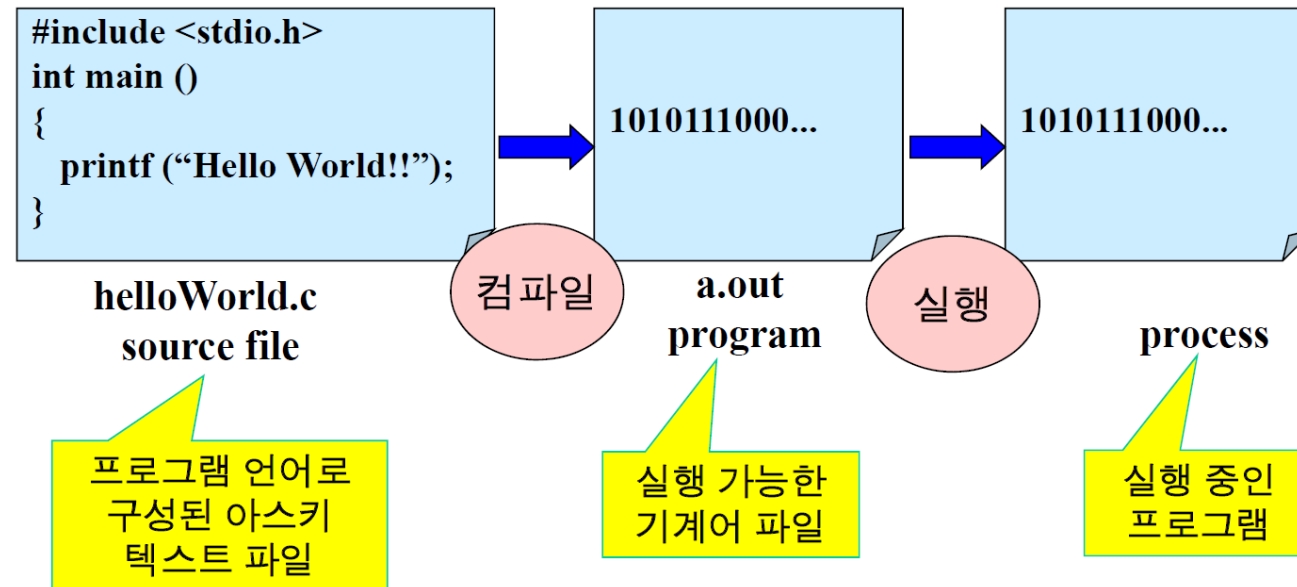 #include <stdio.h>
int main ()
{
printf (“Hello World!!”);
}
1010111000...
1010111000...
컴파일
실행
helloWorld.c
source file
a.out
program
process
프로그램 언어로
구성된 아스키
텍스트 파일
실행 가능한
기계어 파일
실행 중인
프로그램